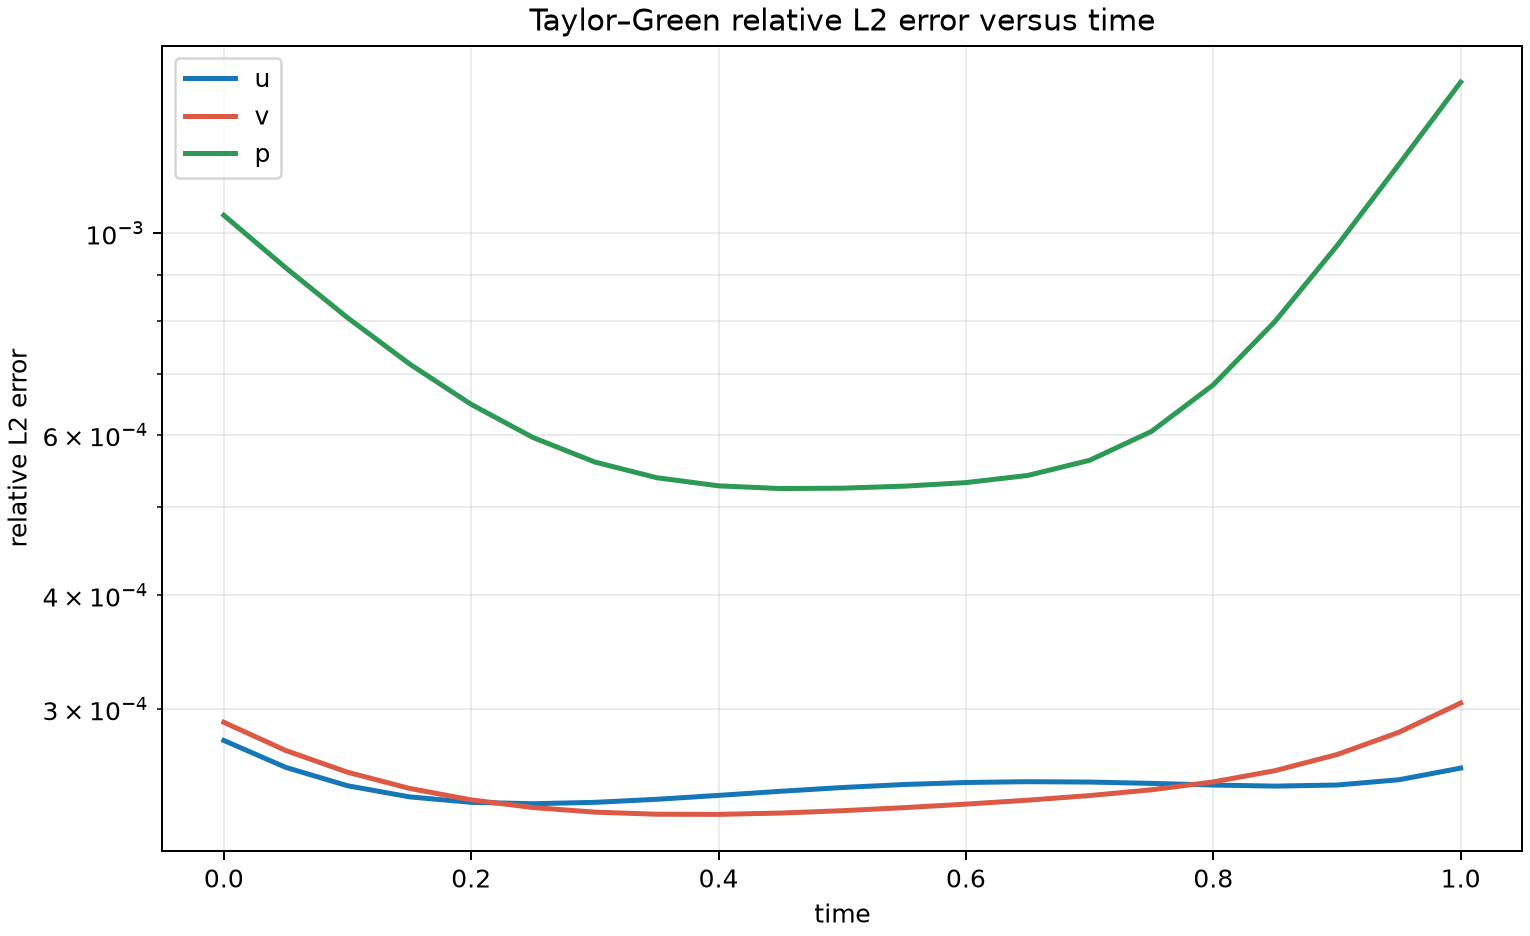 Taylor–Green relative L2 error versus time
u
v
p
relative L2 error
10⁻³
6 × 10⁻⁴
4 × 10⁻⁴
3 × 10⁻⁴
0.0 0.2 0.4 0.6 0.8 1.0
time